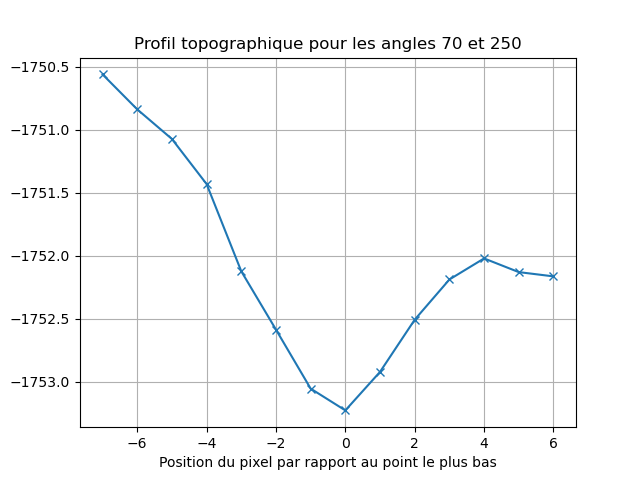 Profil topographique pour les angles 70 et 250
−1750.5
−1751.0
−1751.5
−1752.0
−1752.5
−1753.0
−6 −4 −2 0 2 4 6
Position du pixel par rapport au point le plus bas